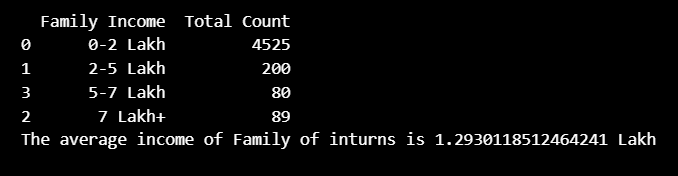 Family Income Total Count
0 0-2 Lakh 4525
1 2-5 Lakh 200
3 5-7 Lakh 80
2 7 Lakh+ 89
The average income of Family of inturns is 1.2930118512464241 Lakh